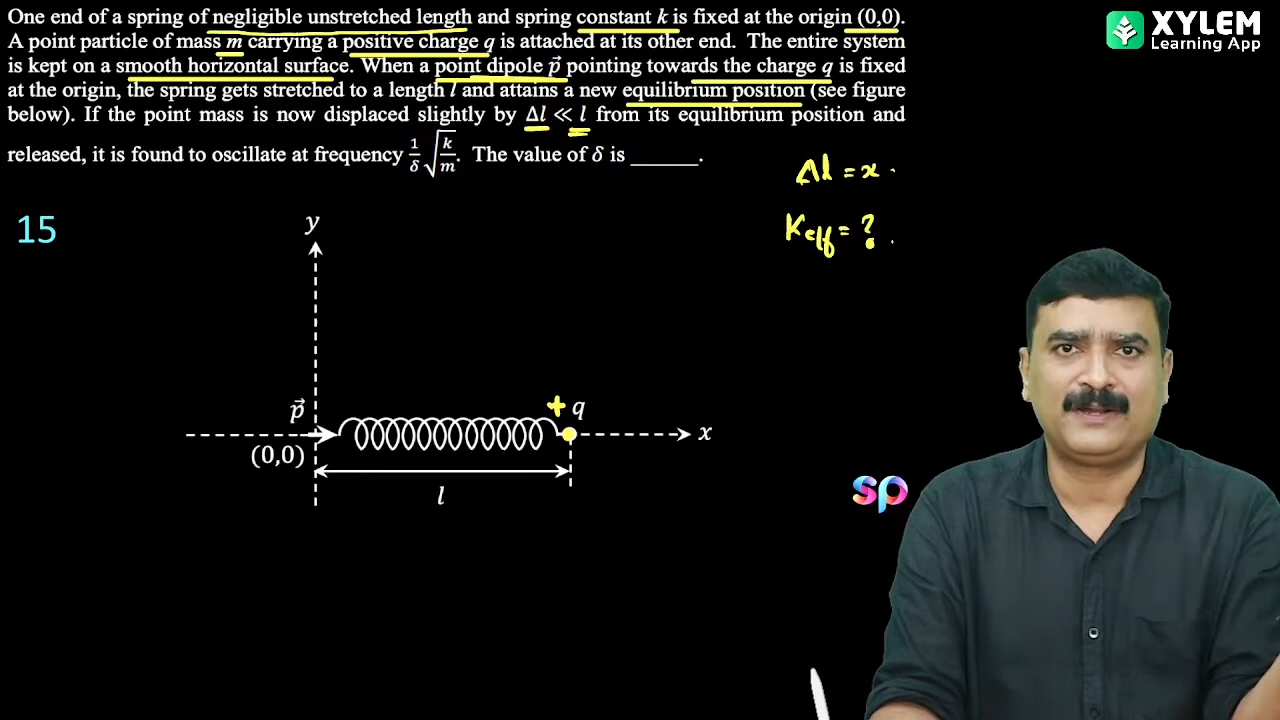 One end of a spring of negligible unstretched length and spring constant k is fixed at the origin (0,0).
A point particle of mass m carrying a positive charge q is attached at its other end. The entire system
is kept on a smooth horizontal surface. When a point dipole p⃗ pointing towards the charge q is fixed
at the origin, the spring gets stretched to a length l and attains a new equilibrium position (see figure
below). If the point mass is now displaced slightly by Δl ≪ l from its equilibrium position and
released, it is found to oscillate at frequency 1/δ √(k/m). The value of δ is ______.
XYLEM
Learning App
Δl = x
K_eff = ?
15
y
p⃗
+ q
x
(0,0)
l
sp